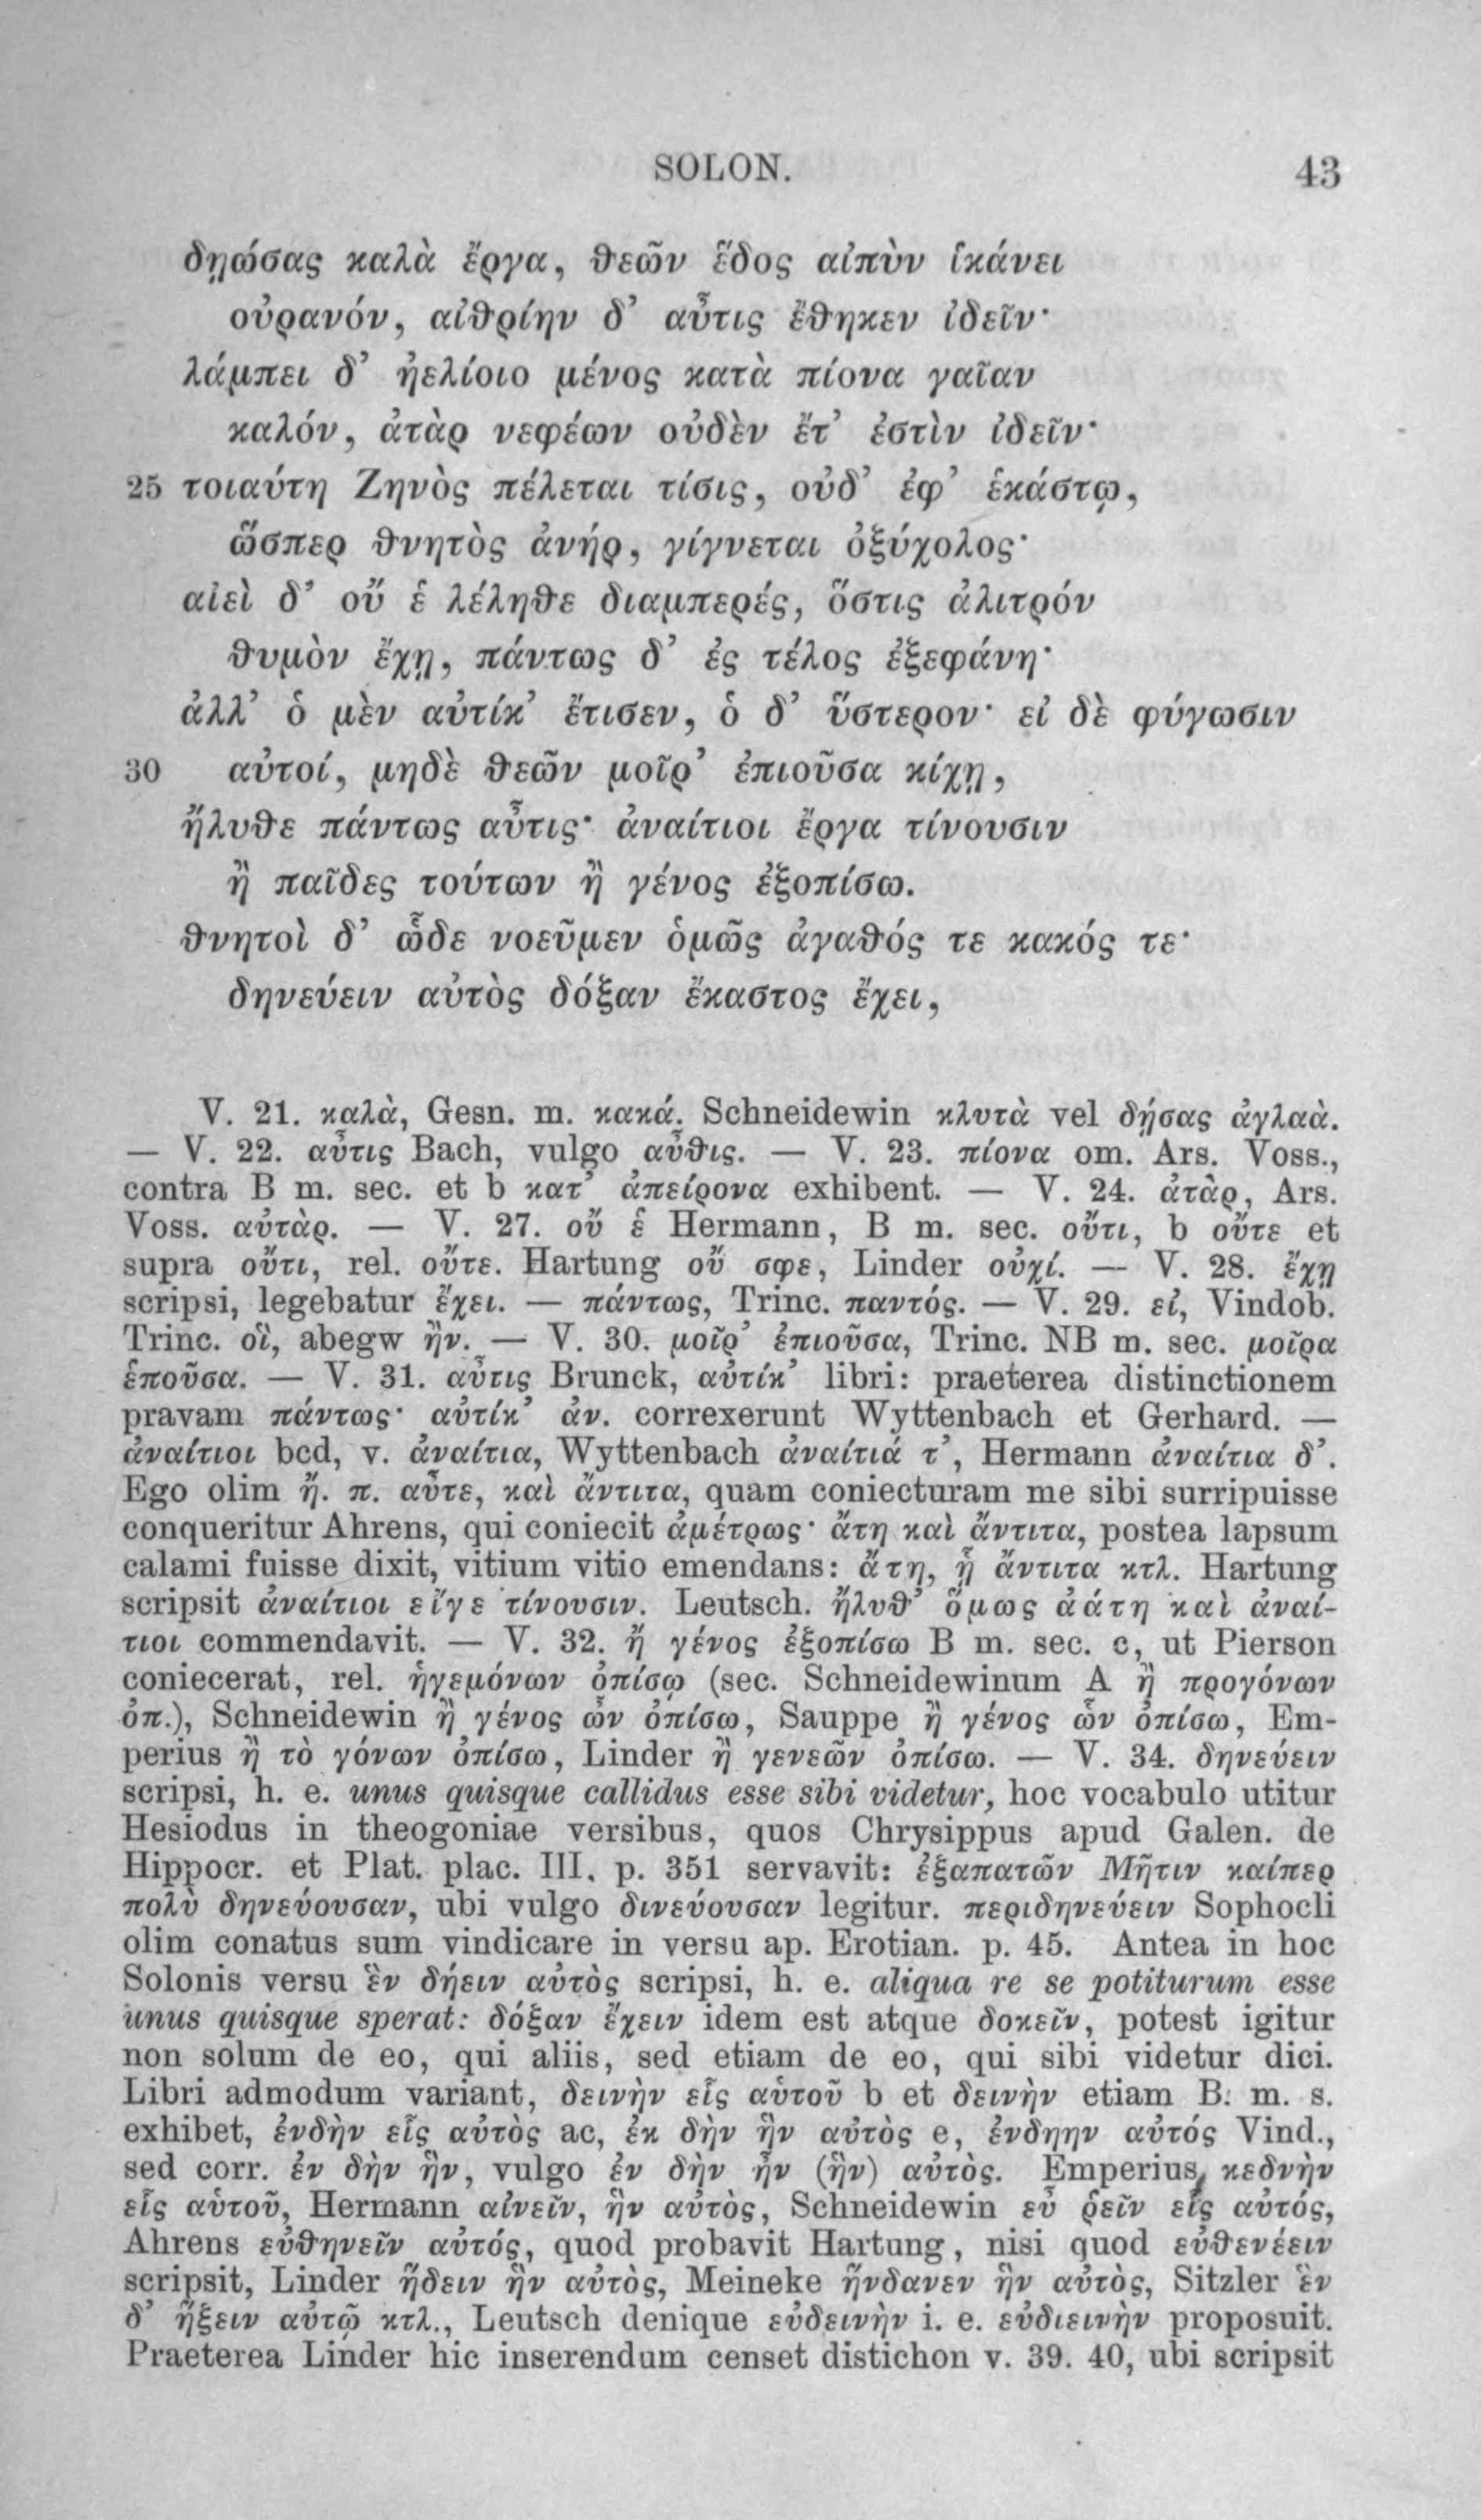 SOLON. 43
δῃώσας καλὰ ἔργα, θεῶν ἕδος αἰπὺν ἱκάνει
οὐρανόν, αἰθρίην δ’ αὖτις ἔθηκεν ἰδεῖν·
λάμπει δ’ ἠελίοιο μένος κατὰ πίονα γαῖαν
καλόν, ἀτὰρ νεφέων οὐδὲν ἔτ’ ἐστὶν ἰδεῖν·
25 τοιαύτη Ζηνὸς πέλεται τίσις, οὐδ’ ἐφ’ ἑκάστῳ,
ὥσπερ θνητὸς ἀνήρ, γίγνεται ὀξύχολος·
αἰεὶ δ’ οὔ ἑ λέληθε διαμπερές, ὅστις ἀλιτρόν
θυμὸν ἔχῃ, πάντως δ’ ἐς τέλος ἐξεφάνη·
ἀλλ’ ὁ μὲν αὐτίκ’ ἔτισεν, ὁ δ’ ὕστερον· εἰ δὲ φύγωσιν
30 αὐτοί, μηδὲ θεῶν μοῖρ’ ἐπιοῦσα κίχῃ,
ἤλυθε πάντως αὖτις· ἀναίτιοι ἔργα τίνουσιν
ἢ παῖδες τούτων ἢ γένος ἐξοπίσω.
θνητοὶ δ’ ὧδε νοεῦμεν ὁμῶς ἀγαθός τε κακός τε·
δηνεύειν αὐτὸς δόξαν ἕκαστος ἔχει,
V. 21. καλὰ, Gesn. m. κακά. Schneidewin κλυτὰ vel δῄσας ἀγλαὰ.
— V. 22. αὖτις Bach, vulgo αὖθις. — V. 23. πίονα om. Ars. Voss.,
contra B m. sec. et b κατ’ ἀπείρονα exhibent. — V. 24. ἀτὰρ, Ars.
Voss. αὐτὰρ. — V. 27. οὔ ἑ Hermann, B m. sec. οὔτι, b οὔτε et
supra οὔτι, rel. οὔτε. Hartung οὔ σφε, Linder οὐχί. — V. 28. ἔχῃ
scripsi, legebatur ἔχει. — πάντως, Trinc. παντός. — V. 29. εἰ, Vindob.
Trinc. οἳ, abegw ἢν. — V. 30. μοῖρ’ ἐπιοῦσα, Trinc. NB m. sec. μοῖρα
ἑποῦσα. — V. 31. αὖτις Brunck, αὐτίκ’ libri: praeterea distinctionem
pravam πάντως· αὐτίκ’ ἀν. correxerunt Wyttenbach et Gerhard. —
ἀναίτιοι bcd, v. ἀναίτια, Wyttenbach ἀναίτιά τ’, Hermann ἀναίτια δ’.
Ego olim ἤ. π. αὖτε, καὶ ἄντιτα, quam coniecturam me sibi surripuisse
conqueritur Ahrens, qui coniecit ἀμέτρως· ἄτη καὶ ἄντιτα, postea lapsum
calami fuisse dixit, vitium vitio emendans: ἄτη, ᾗ ἄντιτα κτλ. Hartung
scripsit ἀναίτιοι εἴγε τίνουσιν. Leutsch. ἤλυθ’ ὅμως ἀάτη καὶ ἀναί-
τιοι commendavit. — V. 32. ἢ γένος ἐξοπίσω B m. sec. c, ut Pierson
coniecerat, rel. ἡγεμόνων ὀπίσω (sec. Schneidewinum A ἢ προγόνων
ὀπ.), Schneidewin ἢ γένος ὧν ὀπίσω, Sauppe ἢ γένος ὦν ὀπίσω, Em-
perius ἢ τὸ γόνων ὀπίσω, Linder ἢ γενεῶν ὀπίσω. — V. 34. δηνεύειν
scripsi, h. e. unus quisque callidus esse sibi videtur, hoc vocabulo utitur
Hesiodus in theogoniae versibus, quos Chrysippus apud Galen. de
Hippocr. et Plat. plac. III. p. 351 servavit: ἐξαπατῶν Μῆτιν καίπερ
πολὺ δηνεύουσαν, ubi vulgo δινεύουσαν legitur. περιδηνεύειν Sophocli
olim conatus sum vindicare in versu ap. Erotian. p. 45. Antea in hoc
Solonis versu ἓν δήειν αὐτὸς scripsi, h. e. aliqua re se potiturum esse
unus quisque sperat: δόξαν ἔχειν idem est atque δοκεῖν, potest igitur
non solum de eo, qui aliis, sed etiam de eo, qui sibi videtur dici.
Libri admodum variant, δεινὴν εἷς αὑτοῦ b et δεινὴν etiam B. m. s.
exhibet, ἐνδὴν εἷς αὐτὸς ac, ἐκ δὴν ἣν αὐτὸς e, ἐνδηην αὐτός Vind.,
sed corr. ἐν δὴν ἣν, vulgo ἐν δὴν ἦν (ἣν) αὐτὸς. Emperius κεδνὴν
εἷς αὑτοῦ, Hermann αἰνεῖν, ἣν αὐτὸς, Schneidewin εὖ ῥεῖν εἷς αὐτός,
Ahrens εὐθηνεῖν αὐτός, quod probavit Hartung, nisi quod εὐθενέειν
scripsit, Linder ἤδειν ἣν αὐτὸς, Meineke ἥνδανεν ἣν αὐτὸς, Sitzler ἓν
δ’ ἥξειν αὐτῷ κτλ., Leutsch denique εὐδεινὴν i. e. εὐδιεινὴν proposuit.
Praeterea Linder hic inserendum censet distichon v. 39. 40, ubi scripsit